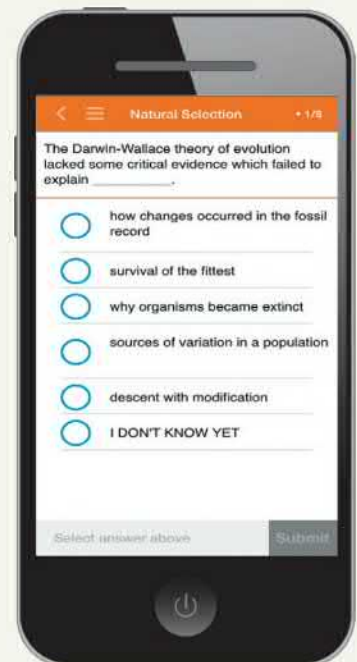 Natural Selection
• 1/8
The Darwin-Wallace theory of evolution
lacked some critical evidence which failed to
explain __________.
how changes occurred in the fossil
record
survival of the fittest
why organisms became extinct
sources of variation in a population
descent with modification
I DON'T KNOW YET
Select answer above
Submit